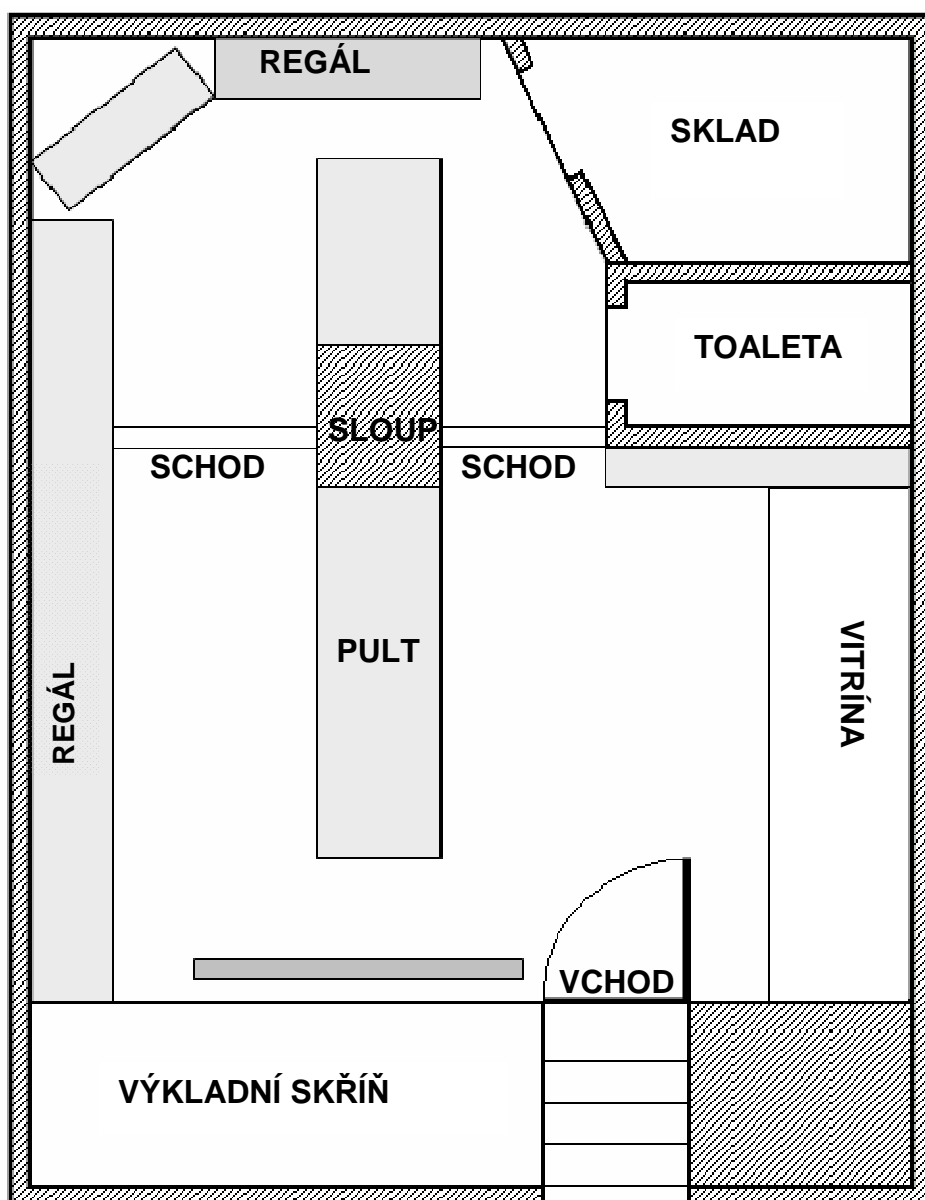 REGÁL
SKLAD
TOALETA
SLOUP
SCHOD
SCHOD
PULT
VITRÍNA
REGÁL
VCHOD
VÝKLADNÍ SKŘÍŇ